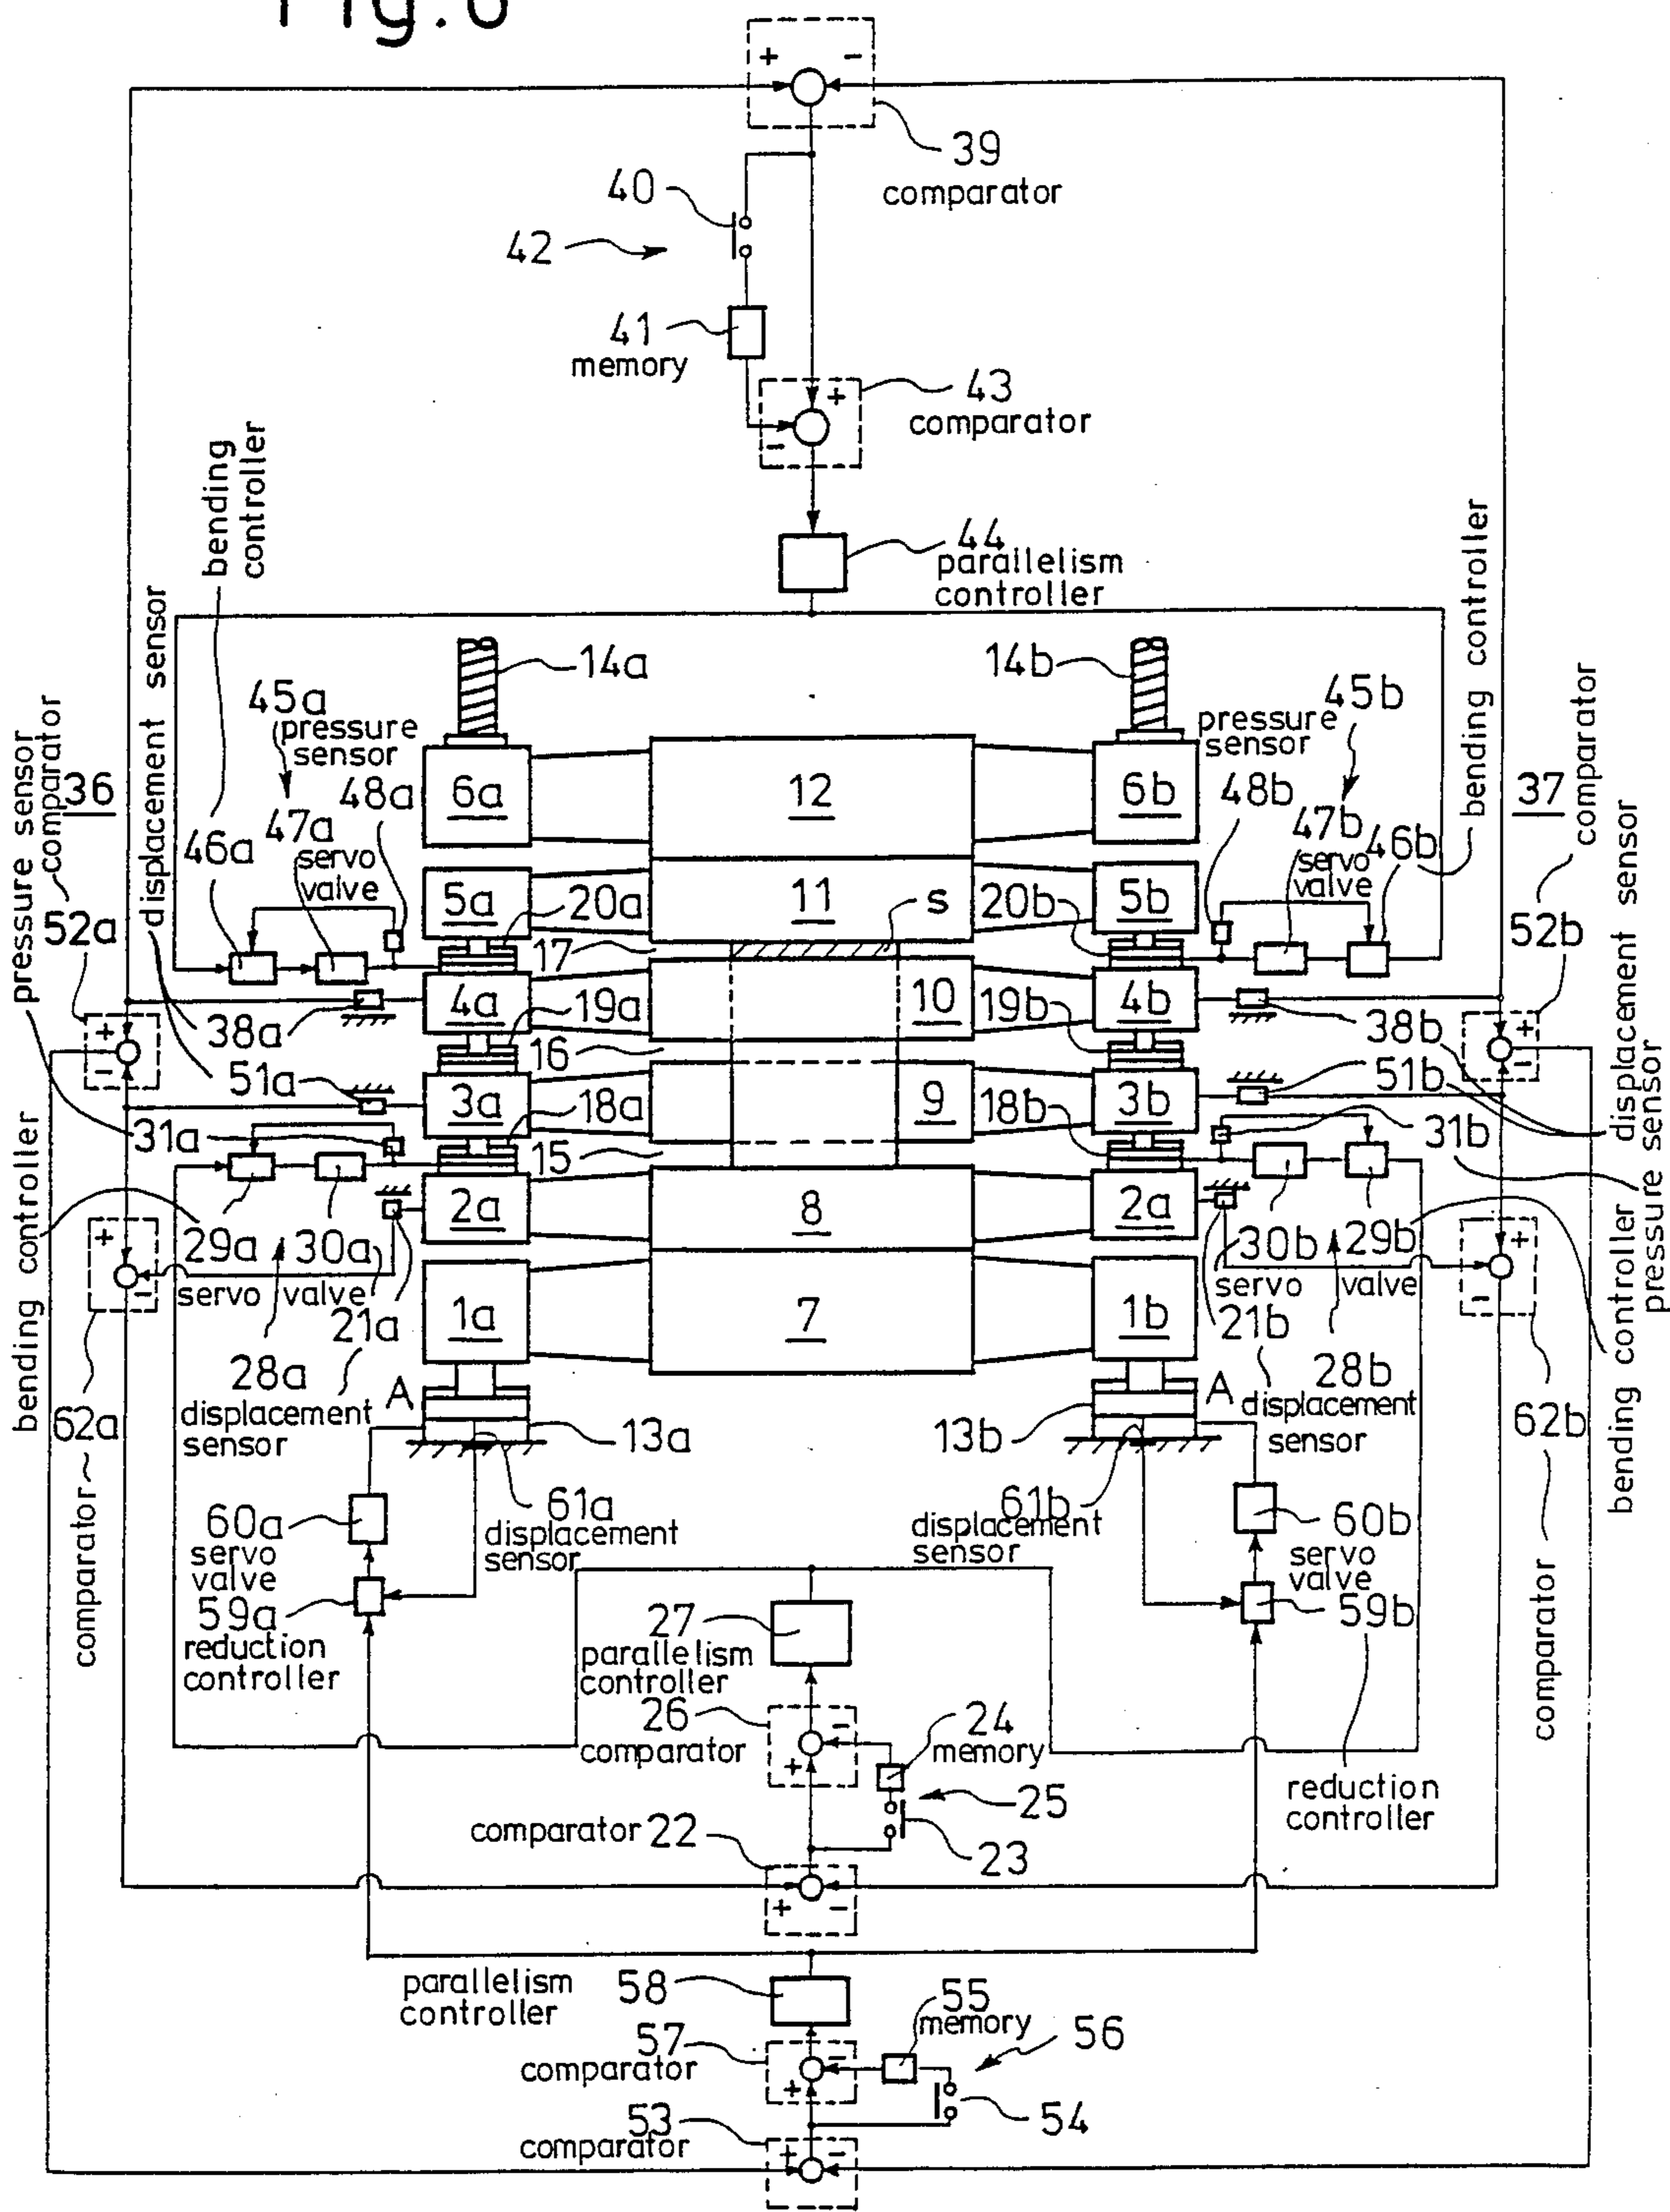 Fig.6
+ -
39
comparator
40
42
41
memory
+
43
comparator
-
44
parallelism
controller
bending
controller
displacement sensor
14a
14b
bending controller
45a
pressure
sensor
48a
47a
servo
valve
46a
36
comparator
52a
pressure sensor
6a
12
6b
pressure
sensor
48b
45b
47b
servo
valve
46b
37
comparator
52b
displacement sensor
5a
20a
11
S
20b
5b
17
4a
19a
10
19b
4b
38a
38b
+
-
+
-
16
51a
3a
18a
9
18b
3b
51b
31a
31b
15
pressure sensor
bending controller
2a
8
2a
29a
30a
servo valve
+
-
30b
29b
servo valve
+
-
21a
1a
7
1b
21b
28a
displacement
sensor
A
13a
13b
A
28b
displacement
sensor
62a
comparator
62b
comparator
bending controller
61a
displacement
sensor
61b
displacement
sensor
60a
servo
valve
59a
reduction
controller
60b
servo
valve
59b
reduction
controller
27
parallelism
controller
26
comparator
-
+
24
memory
25
23
comparator 22
+ -
parallelism
controller
58
55
memory
56
57
comparator
-
+
54
53
comparator
+ -